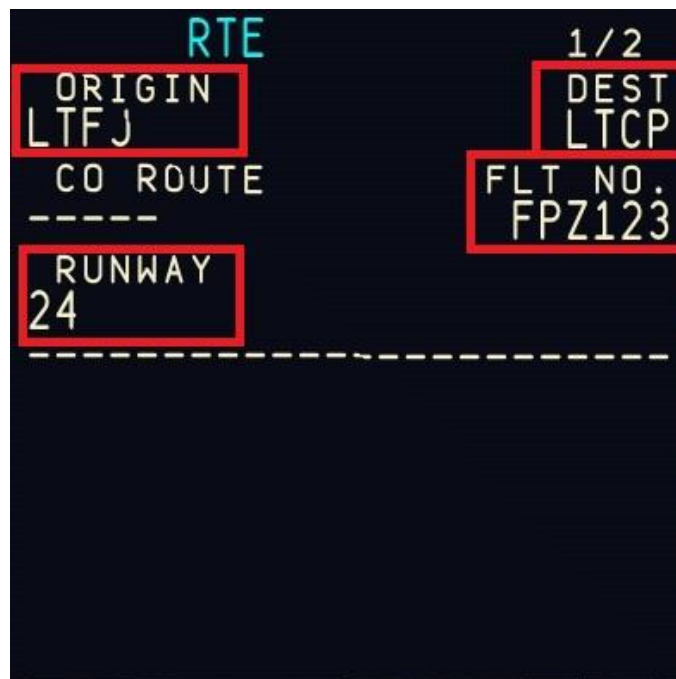 RTE 1/2
ORIGIN DEST
LTFJ LTCP
CO ROUTE FLT NO.
----- FPZ123
RUNWAY
24
--------------------------------